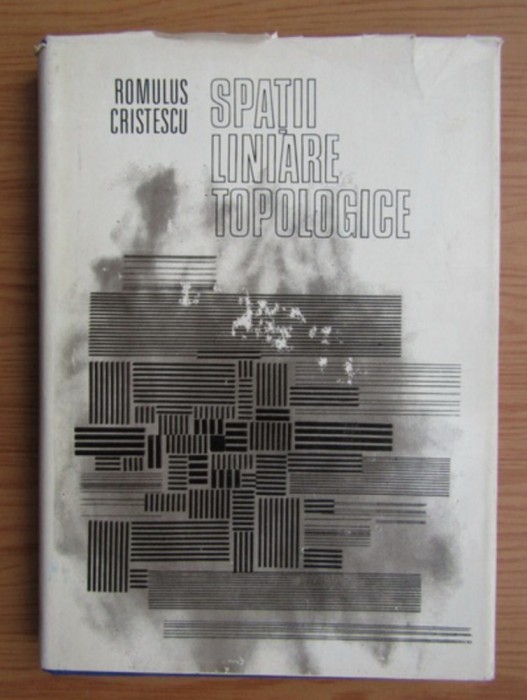 ROMULUS
CRISTESCU
SPAȚII
LINIARE
TOPOLOGICE